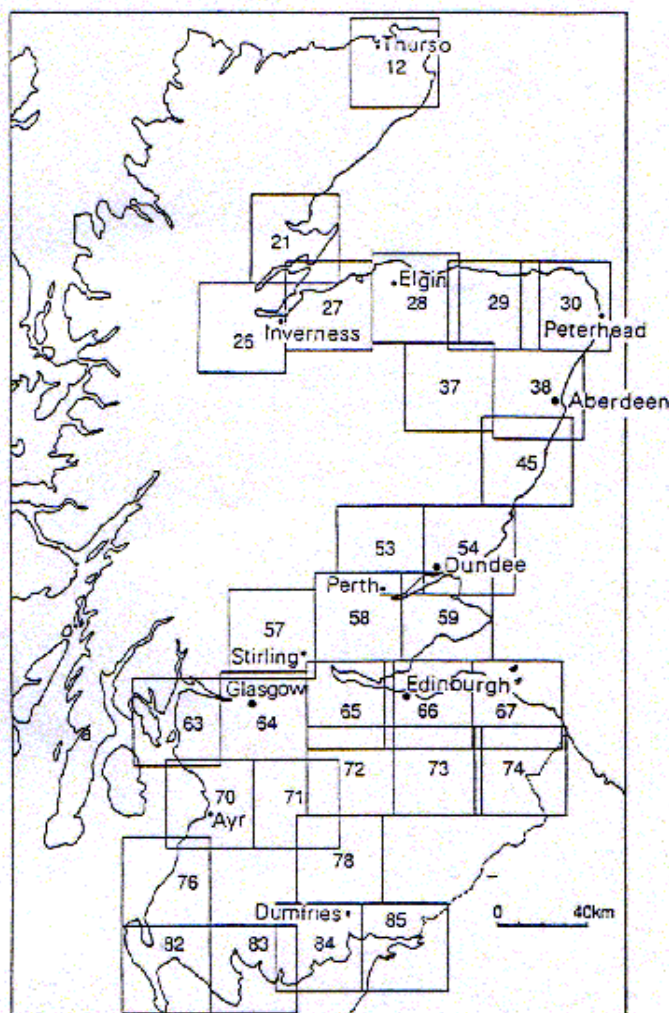 Thurso
12
21
Elgin
26
27
28
29
30
Inverness
Peterhead
37
38
Aberdeen
45
53
54
Dundee
Perth
58
59
57
Stirling
Glasgow
Edinburgh
63
64
65
66
67
72
73
74
70
71
Ayr
78
76
Dumfries
85
82
83
84
0 40km